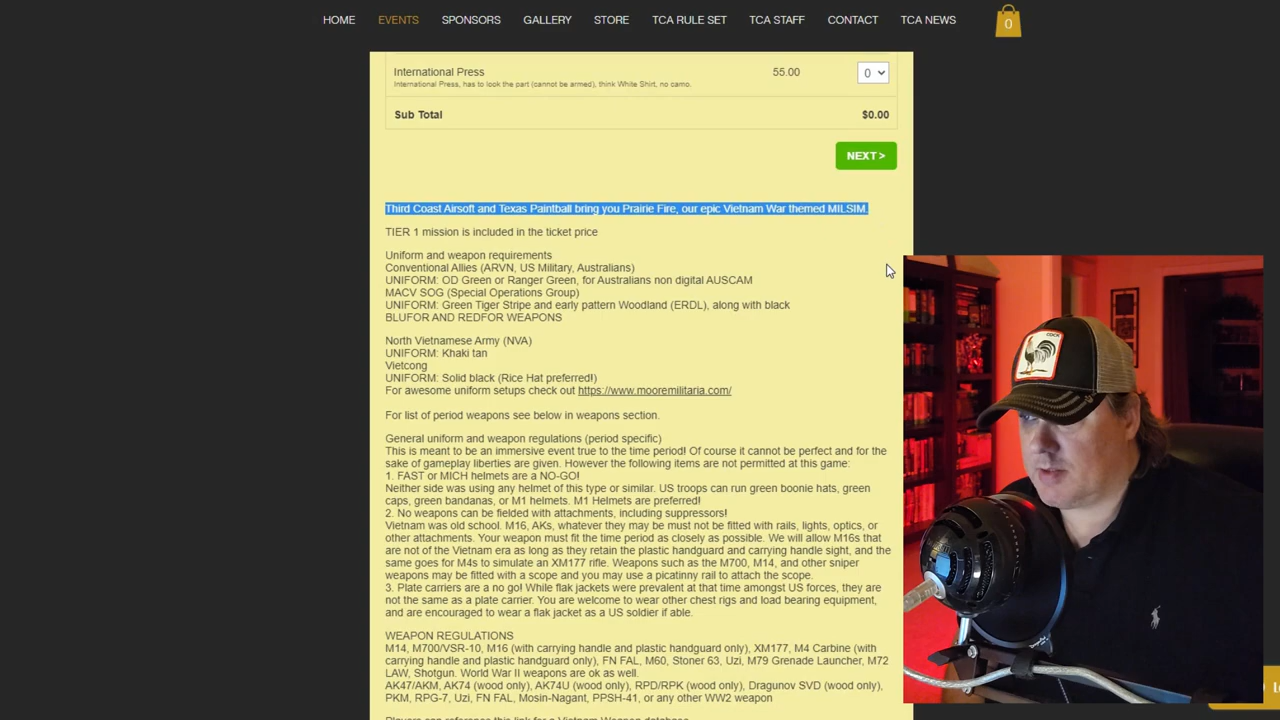 HOME EVENTS SPONSORS GALLERY STORE TCA RULE SET TCA STAFF CONTACT TCA NEWS 0
International Press 55.00 0
International Press, has to look the part (cannot be armed), think White Shirt, no camo.
Sub Total $0.00
NEXT >
Third Coast Airsoft and Texas Paintball bring you Prairie Fire, our epic Vietnam War themed MILSIM.
TIER 1 mission is included in the ticket price
Uniform and weapon requirements
Conventional Allies (ARVN, US Military, Australians)
UNIFORM: OD Green or Ranger Green, for Australians non digital AUSCAM
MACV SOG (Special Operations Group)
UNIFORM: Green Tiger Stripe and early pattern Woodland (ERDL), along with black
BLUFOR AND REDFOR WEAPONS
North Vietnamese Army (NVA)
UNIFORM: Khaki tan
Vietcong
UNIFORM: Solid black (Rice Hat preferred!)
For awesome uniform setups check out https://www.mooremilitaria.com/
For list of period weapons see below in weapons section.
General uniform and weapon regulations (period specific)
This is meant to be an immersive event true to the time period! Of course it cannot be perfect and for the
sake of gameplay liberties are given. However the following items are not permitted at this game:
1. FAST or MICH helmets are a NO-GO!
Neither side was using any helmet of this type or similar. US troops can run green boonie hats, green
caps, green bandanas, or M1 helmets. M1 Helmets are preferred!
2. No weapons can be fielded with attachments, including suppressors!
Vietnam was old school. M16, AKs, whatever they may be must not be fitted with rails, lights, optics, or
other attachments. Your weapon must fit the time period as closely as possible. We will allow M16s that
are not of the Vietnam era as long as they retain the plastic handguard and carrying handle sight, and the
same goes for M4s to simulate an XM177 rifle. Weapons such as the M700, M14, and other sniper
weapons may be fitted with a scope and you may use a picatinny rail to attach the scope.
3. Plate carriers are a no go! While flak jackets were prevalent at that time amongst US forces, they are
not the same as a plate carrier. You are welcome to wear other chest rigs and load bearing equipment,
and are encouraged to wear a flak jacket as a US soldier if able.
WEAPON REGULATIONS
M14, M700/VSR-10, M16 (with carrying handle and plastic handguard only), XM177, M4 Carbine (with
carrying handle and plastic handguard only), FN FAL, M60, Stoner 63, Uzi, M79 Grenade Launcher, M72
LAW, Shotgun. World War II weapons are ok as well.
AK47/AKM, AK74 (wood only), AK74U (wood only), RPD/RPK (wood only), Dragunov SVD (wood only),
PKM, RPG-7, Uzi, FN FAL, Mosin-Nagant, PPSH-41, or any other WW2 weapon
Players can reference this link for a Vietnam Weapon database
COCK